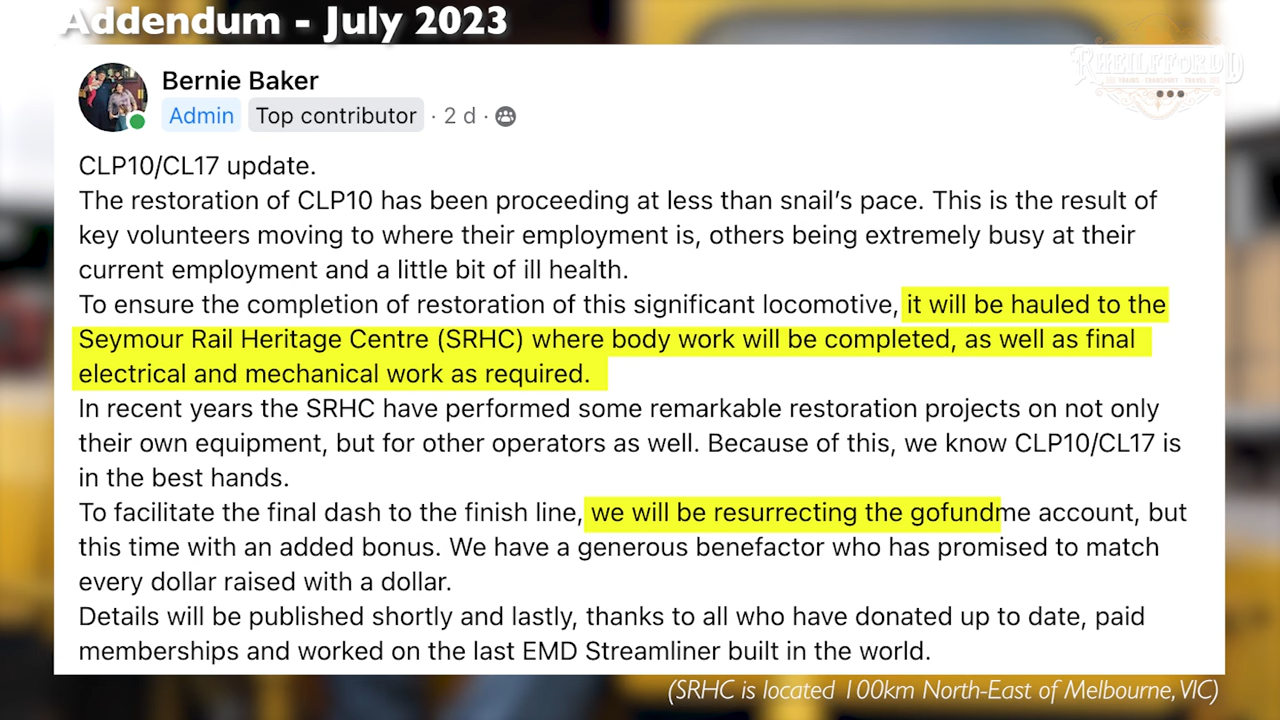 Addendum - July 2023
RHEILFFORDD
TRAINS · TRANSPORT · TRAVEL
Bernie Baker
Admin Top contributor · 2 d ·
CLP10/CL17 update.
The restoration of CLP10 has been proceeding at less than snail's pace. This is the result of
key volunteers moving to where their employment is, others being extremely busy at their
current employment and a little bit of ill health.
To ensure the completion of restoration of this significant locomotive, it will be hauled to the
Seymour Rail Heritage Centre (SRHC) where body work will be completed, as well as final
electrical and mechanical work as required.
In recent years the SRHC have performed some remarkable restoration projects on not only
their own equipment, but for other operators as well. Because of this, we know CLP10/CL17 is
in the best hands.
To facilitate the final dash to the finish line, we will be resurrecting the gofundme account, but
this time with an added bonus. We have a generous benefactor who has promised to match
every dollar raised with a dollar.
Details will be published shortly and lastly, thanks to all who have donated up to date, paid
memberships and worked on the last EMD Streamliner built in the world.
(SRHC is located 100km North-East of Melbourne, VIC)